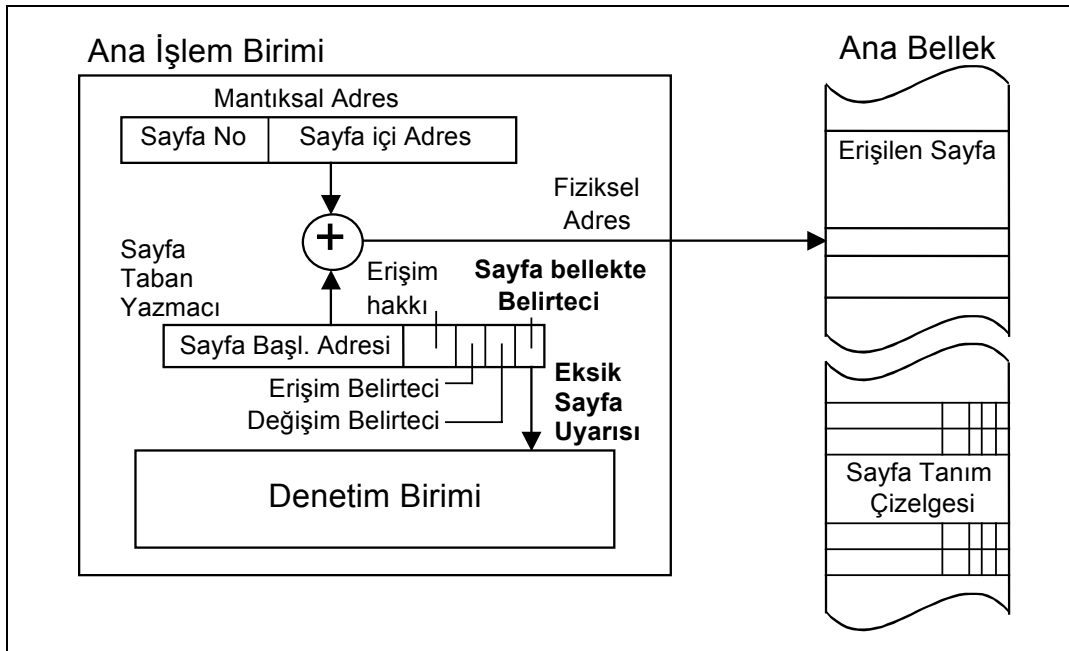 Ana İşlem Birimi
Ana Bellek
Mantıksal Adres
Sayfa No
Sayfa içi Adres
Erişilen Sayfa
Fiziksel
Adres
+
Sayfa
Taban
Yazmacı
Erişim
hakkı
Sayfa bellekte
Belirteci
Sayfa Başl. Adresi
Erişim Belirteci
Değişim Belirteci
Eksik
Sayfa
Uyarısı
Denetim Birimi
Sayfa Tanım
Çizelgesi